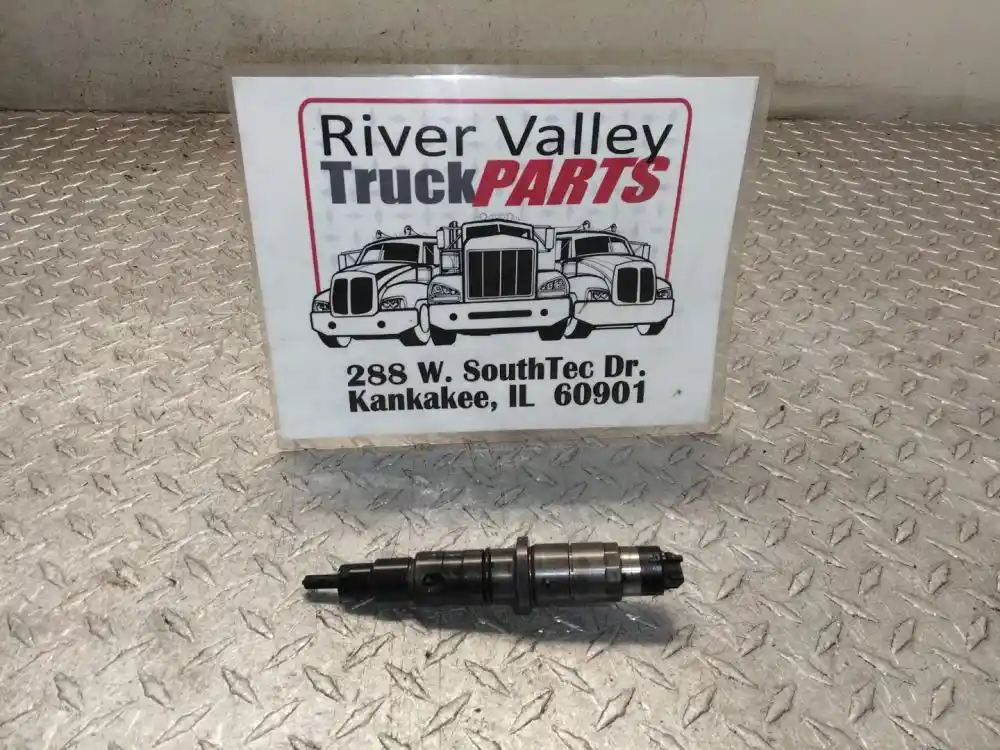 River Valley
TruckPARTS
288 W. SouthTec Dr.
Kankakee, IL 60901